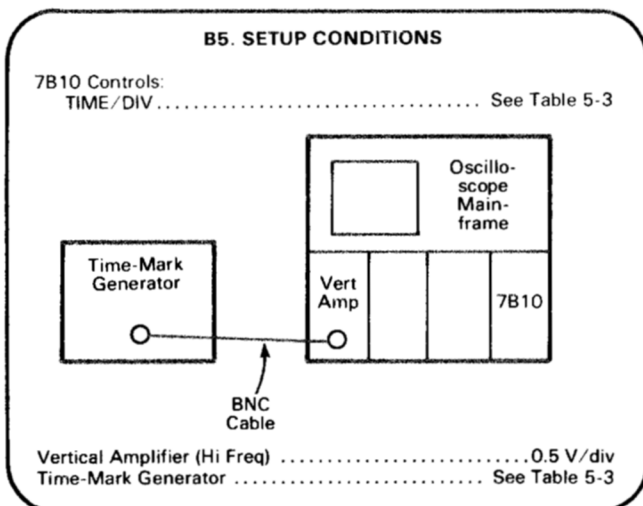 B5. SETUP CONDITIONS
7B10 Controls:
TIME/DIV................................. See Table 5-3
Oscillo-
scope
Main-
frame
Time-Mark
Generator
Vert
Amp
7B10
BNC
Cable
Vertical Amplifier (Hi Freq) ..........................0.5 V/div
Time-Mark Generator .......................... See Table 5-3